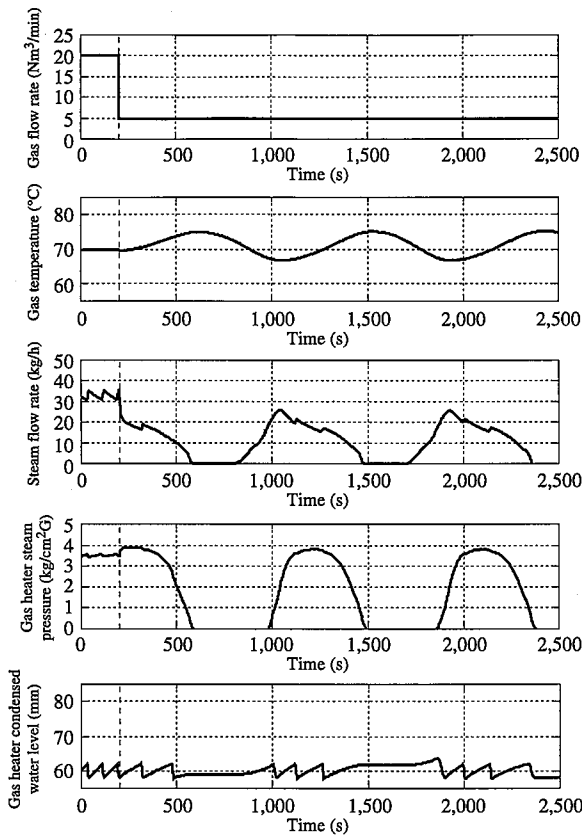 Gas flow rate (Nm³/min)
25
20
15
10
5
0
0 500 1,000 1,500 2,000 2,500
Time (s)
Gas temperature (°C)
80
70
60
0 500 1,000 1,500 2,000 2,500
Time (s)
Steam flow rate (kg/h)
50
40
30
20
10
0
0 500 1,000 1,500 2,000 2,500
Time (s)
Gas heater steam
pressure (kg/cm²G)
5
4
3
2
1
0
0 500 1,000 1,500 2,000 2,500
Time (s)
Gas heater condensed
water level (mm)
80
70
60
0 500 1,000 1,500 2,000 2,500
Time (s)